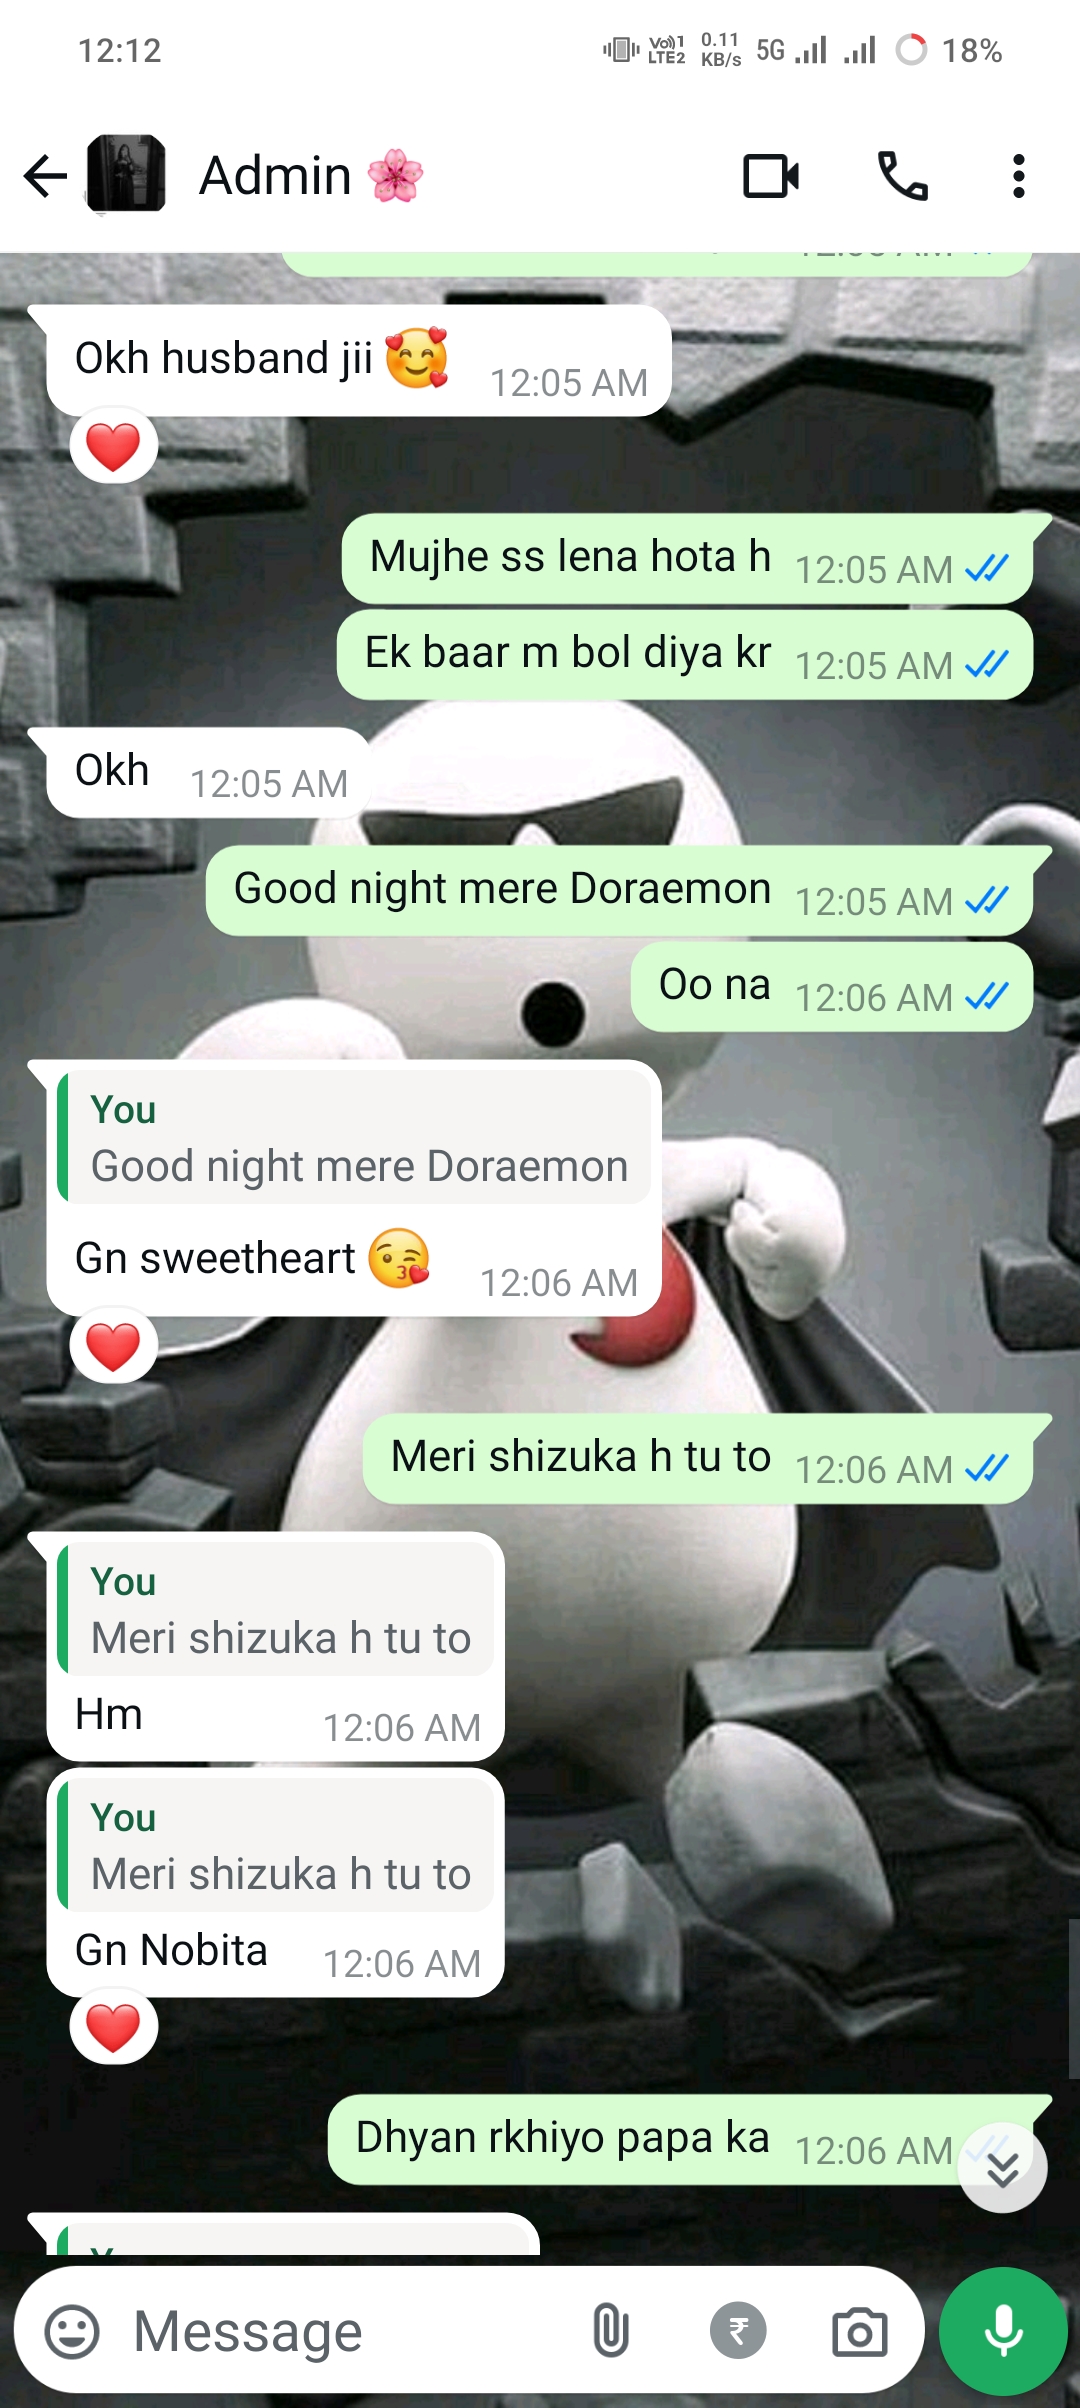 12:12
Vo))1
LTE2
0.11
KB/s
5G
18%
Admin 🌸
Okh husband jii 🥰 12:05 AM
❤️
Mujhe ss lena hota h 12:05 AM
Ek baar m bol diya kr 12:05 AM
Okh 12:05 AM
Good night mere Doraemon 12:05 AM
Oo na 12:06 AM
You
Good night mere Doraemon
Gn sweetheart 😘 12:06 AM
❤️
Meri shizuka h tu to 12:06 AM
You
Meri shizuka h tu to
Hm 12:06 AM
You
Meri shizuka h tu to
Gn Nobita 12:06 AM
❤️
Dhyan rkhiyo papa ka 12:06 AM
Message
₹